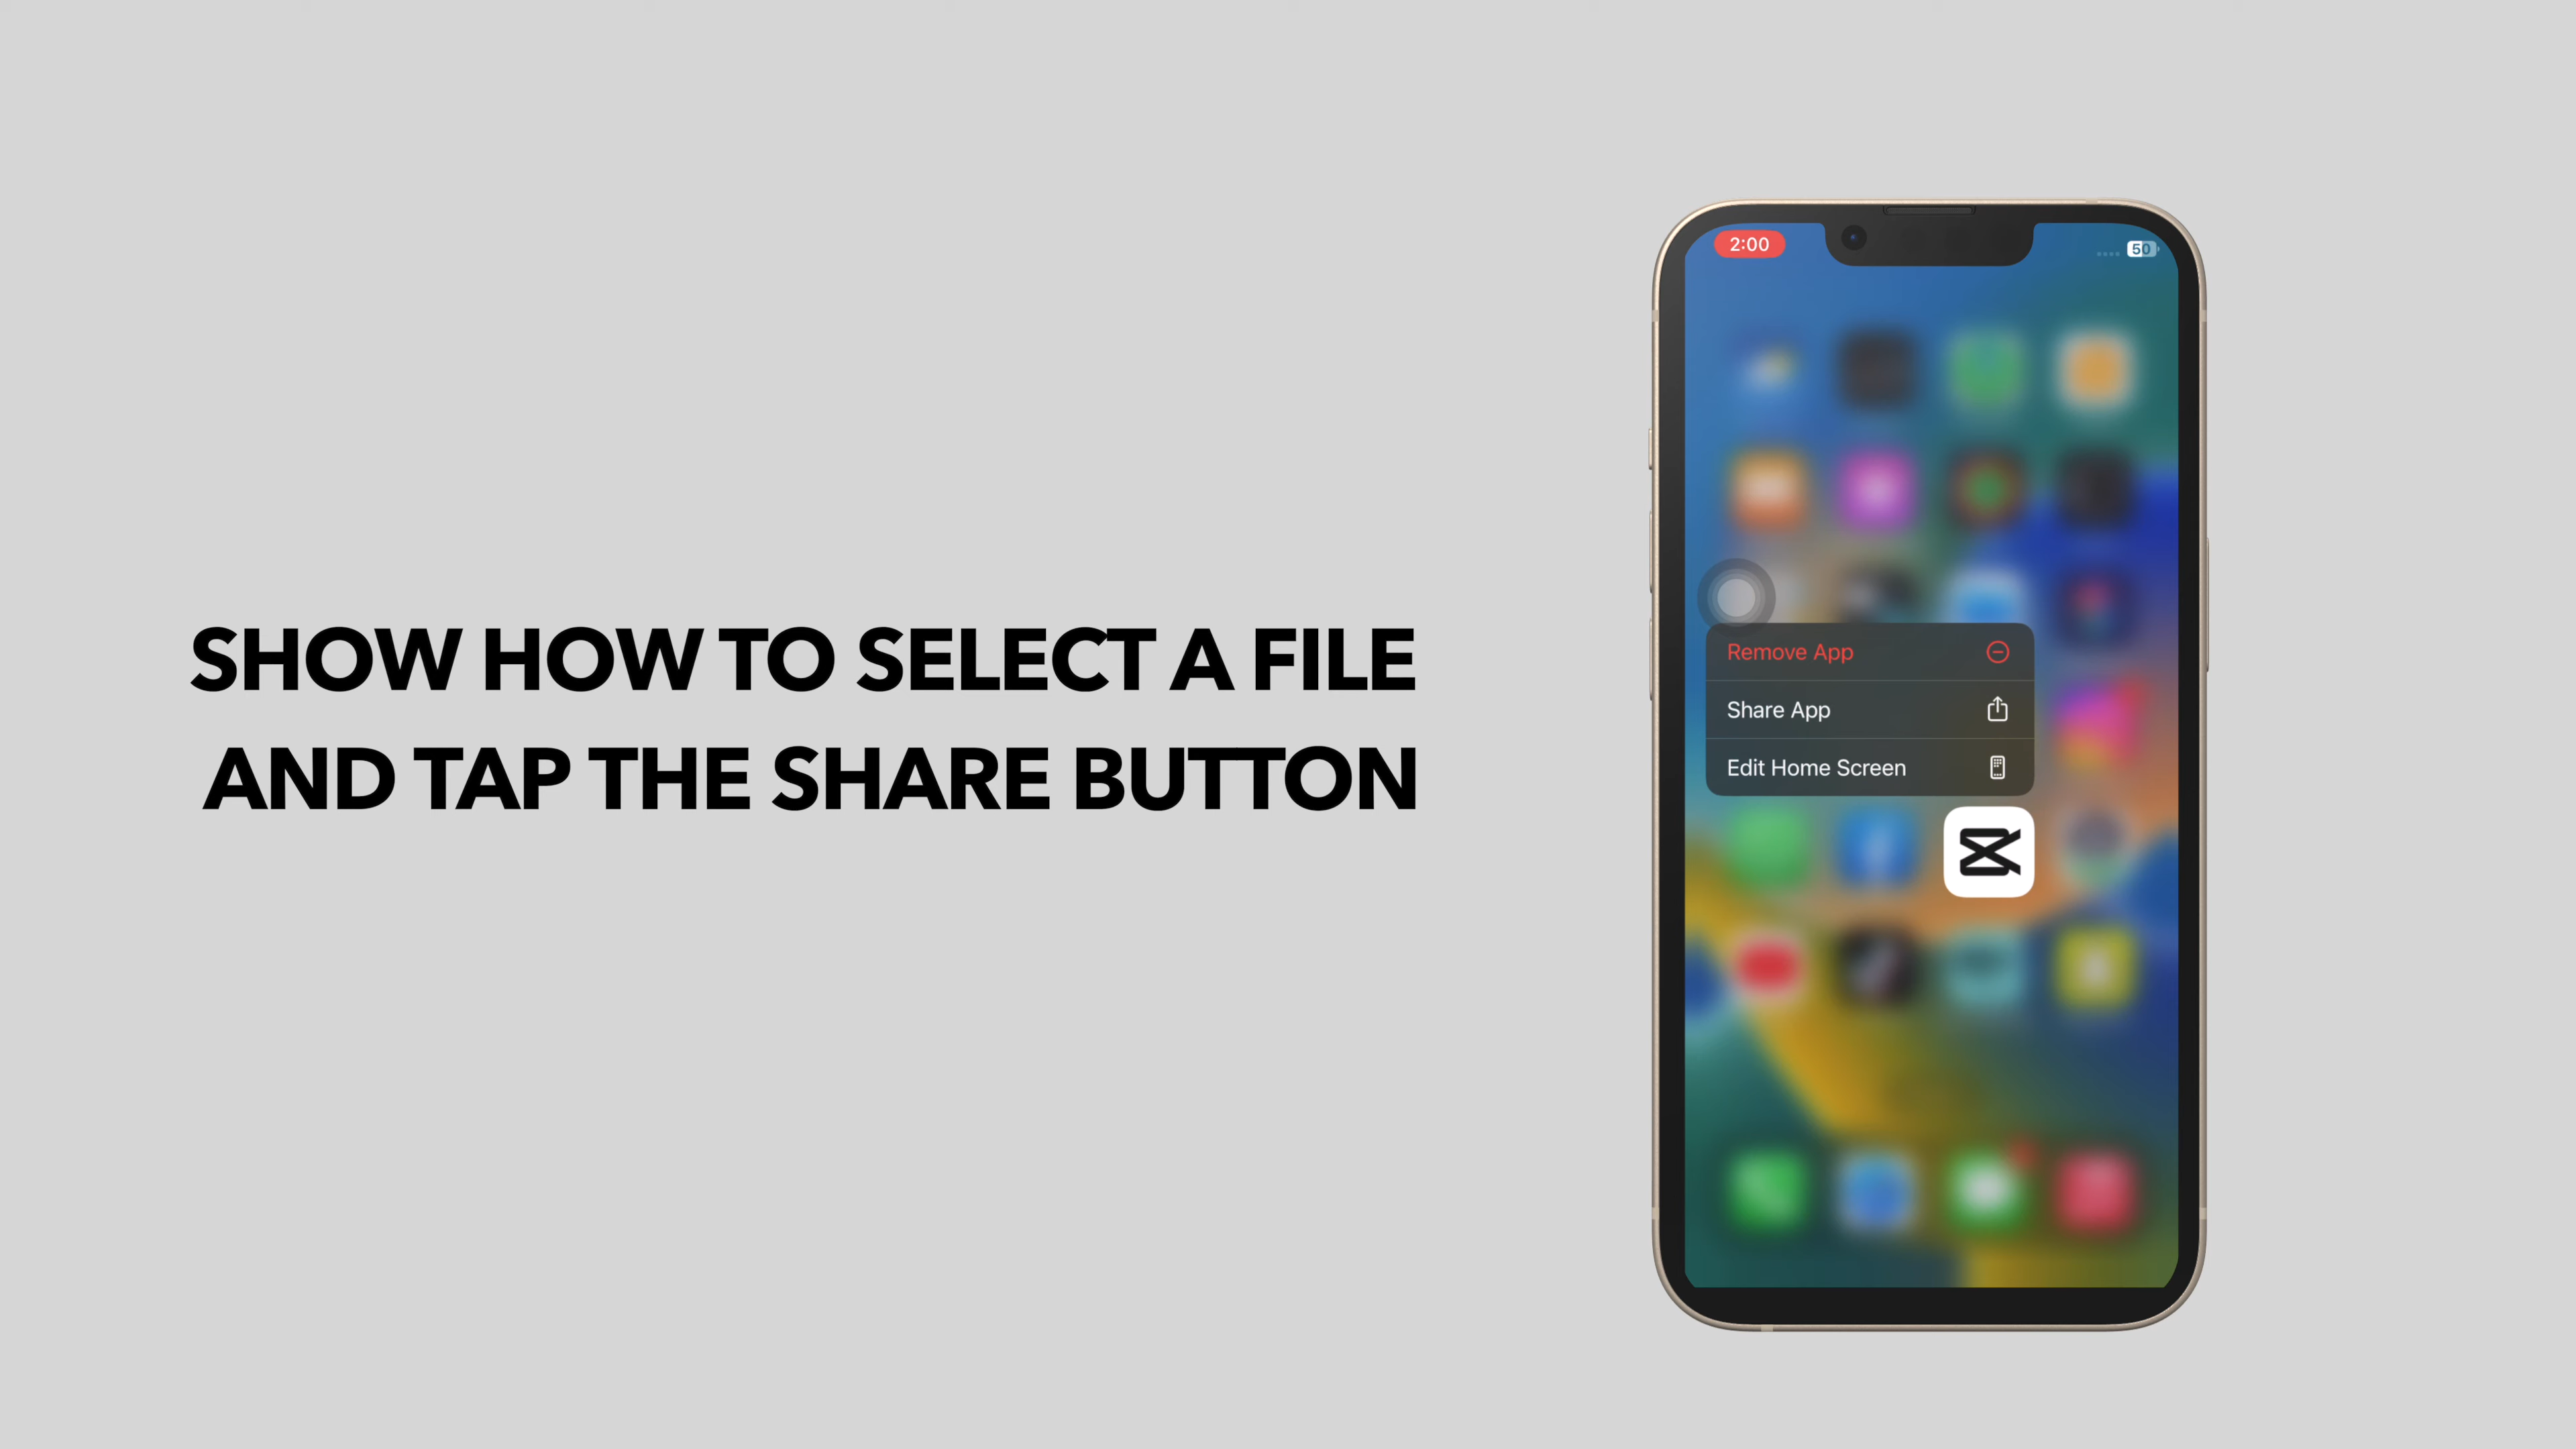 SHOW HOW TO SELECT A FILE
AND TAP THE SHARE BUTTON
2:00
50
Remove App
Share App
Edit Home Screen